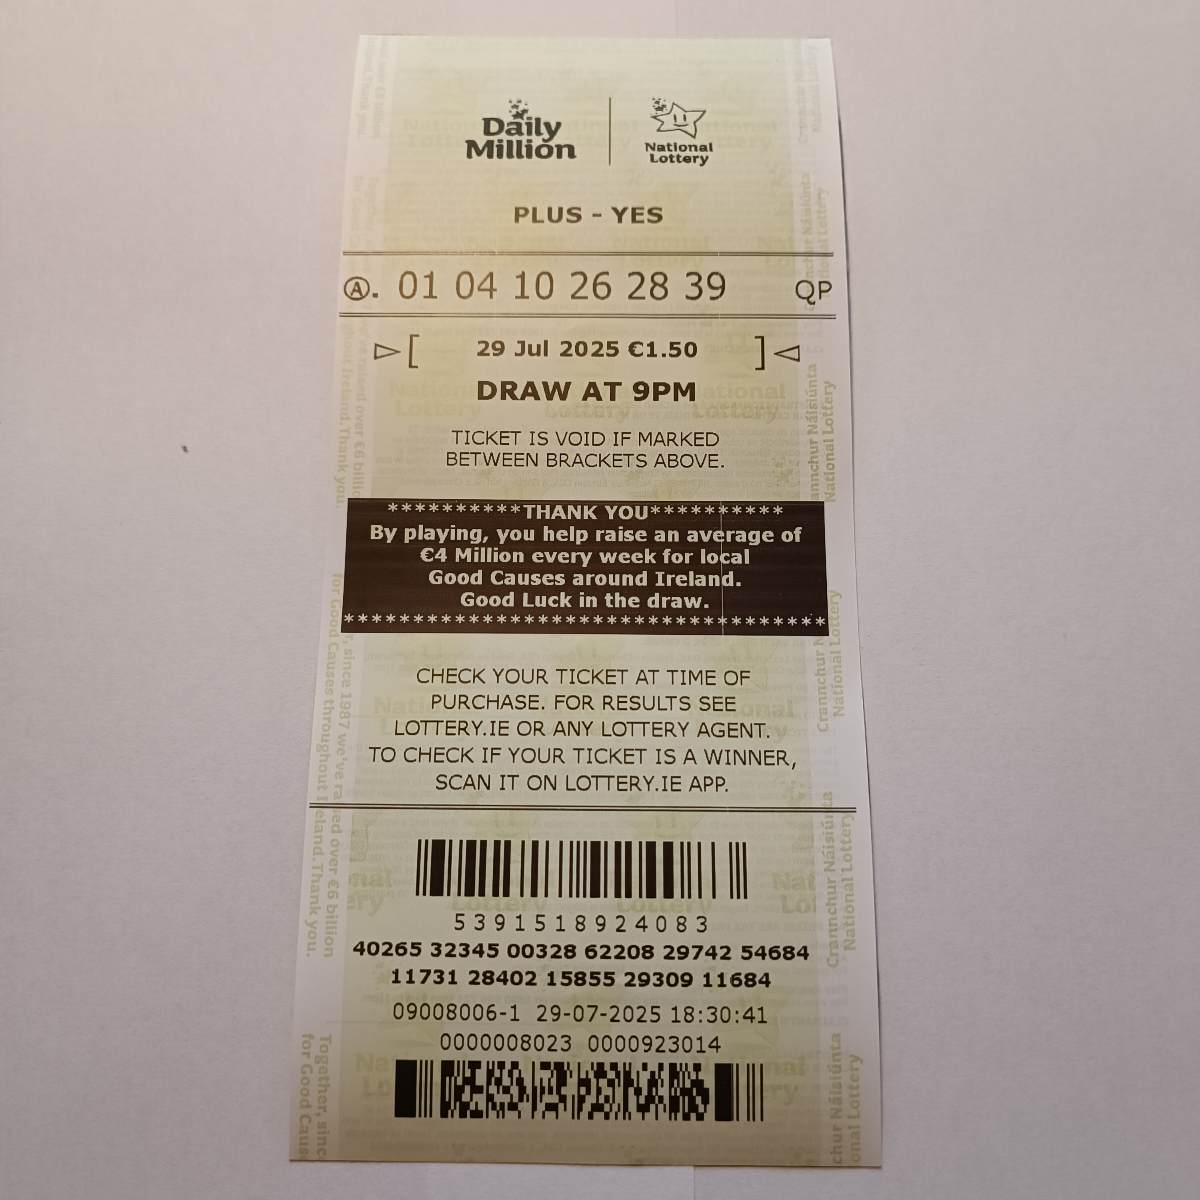 Daily Million
National Lottery
PLUS - YES
Ⓐ. 01 04 10 26 28 39 QP
▷[ 29 Jul 2025 €1.50 ]◁
DRAW AT 9PM
TICKET IS VOID IF MARKED
BETWEEN BRACKETS ABOVE.
**********THANK YOU**********
By playing, you help raise an average of
€4 Million every week for local
Good Causes around Ireland.
Good Luck in the draw.
***********************************
CHECK YOUR TICKET AT TIME OF
PURCHASE. FOR RESULTS SEE
LOTTERY.IE OR ANY LOTTERY AGENT.
TO CHECK IF YOUR TICKET IS A WINNER,
SCAN IT ON LOTTERY.IE APP.
5391518924083
40265 32345 00328 62208 29742 54684
11731 28402 15855 29309 11684
09008006-1 29-07-2025 18:30:41
0000008023 0000923014
Crannchur Náisiúnta
National Lottery